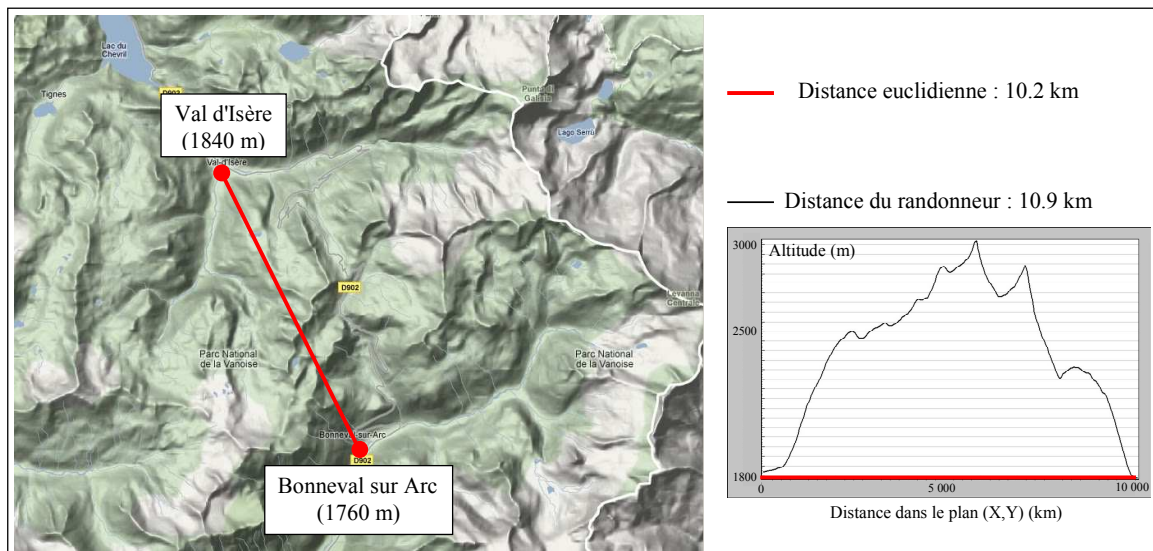 Lac du
Chevril
D902
Tignes
Val d'Isère
(1840 m)
Val-d'Isère
Punta di
Galisia
Lago Serrù
D902
Levanna
Centrale
Parc National
de la Vanoise
Parc National
de la Vanoise
Bonneval-sur-Arc
D902
Bonneval sur Arc
(1760 m)
Distance euclidienne : 10.2 km
Distance du randonneur : 10.9 km
3000
Altitude (m)
2500
1800
0
5 000
10 000
Distance dans le plan (X,Y) (km)